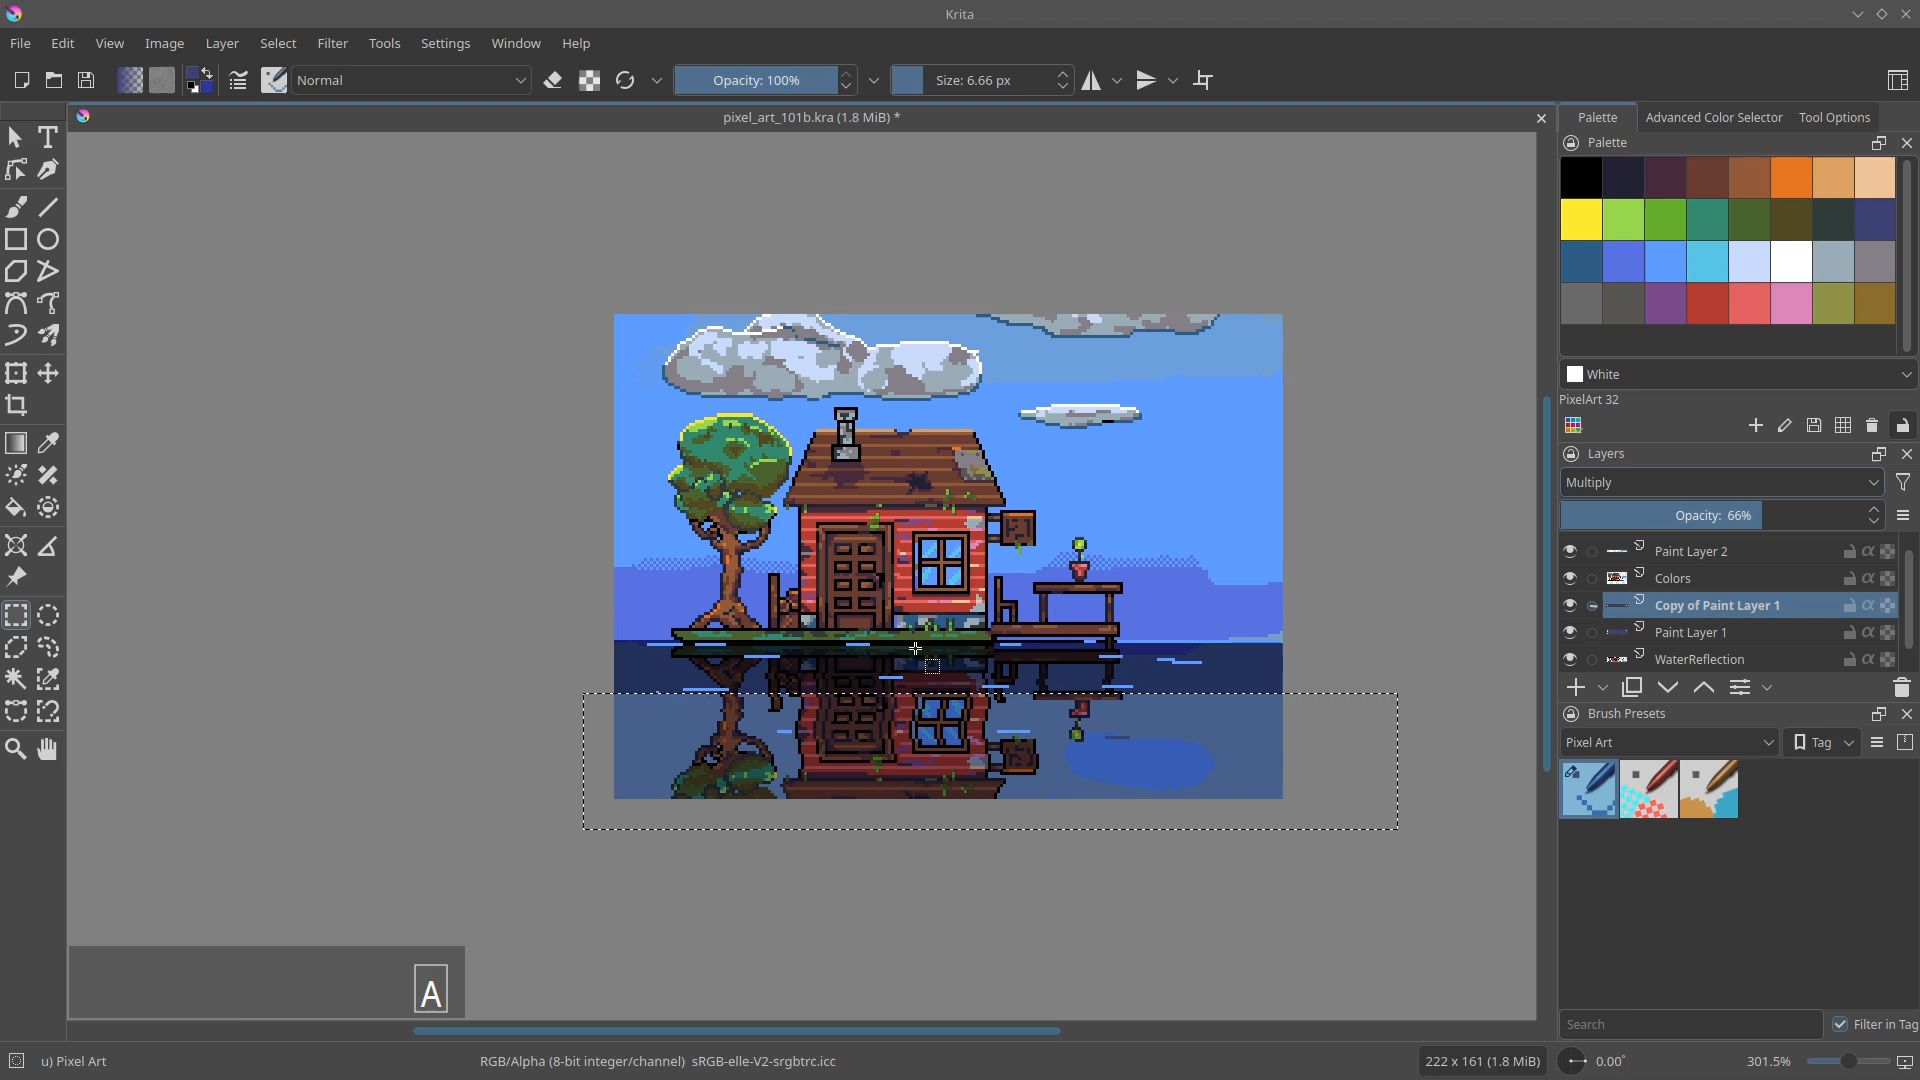 Krita
File Edit View Image Layer Select Filter Tools Settings Window Help
Normal
Opacity: 100%
Size: 6.66 px
pixel_art_101b.kra (1.8 MiB) *
Palette
Advanced Color Selector
Tool Options
Palette
White
PixelArt 32
Layers
Multiply
Opacity: 66%
Paint Layer 2
Colors
Copy of Paint Layer 1
Paint Layer 1
WaterReflection
Brush Presets
Pixel Art
Tag
A
Search
Filter in Tag
u) Pixel Art
RGB/Alpha (8-bit integer/channel) sRGB-elle-V2-srgbtrc.icc
222 x 161 (1.8 MiB)
0.00°
301.5%